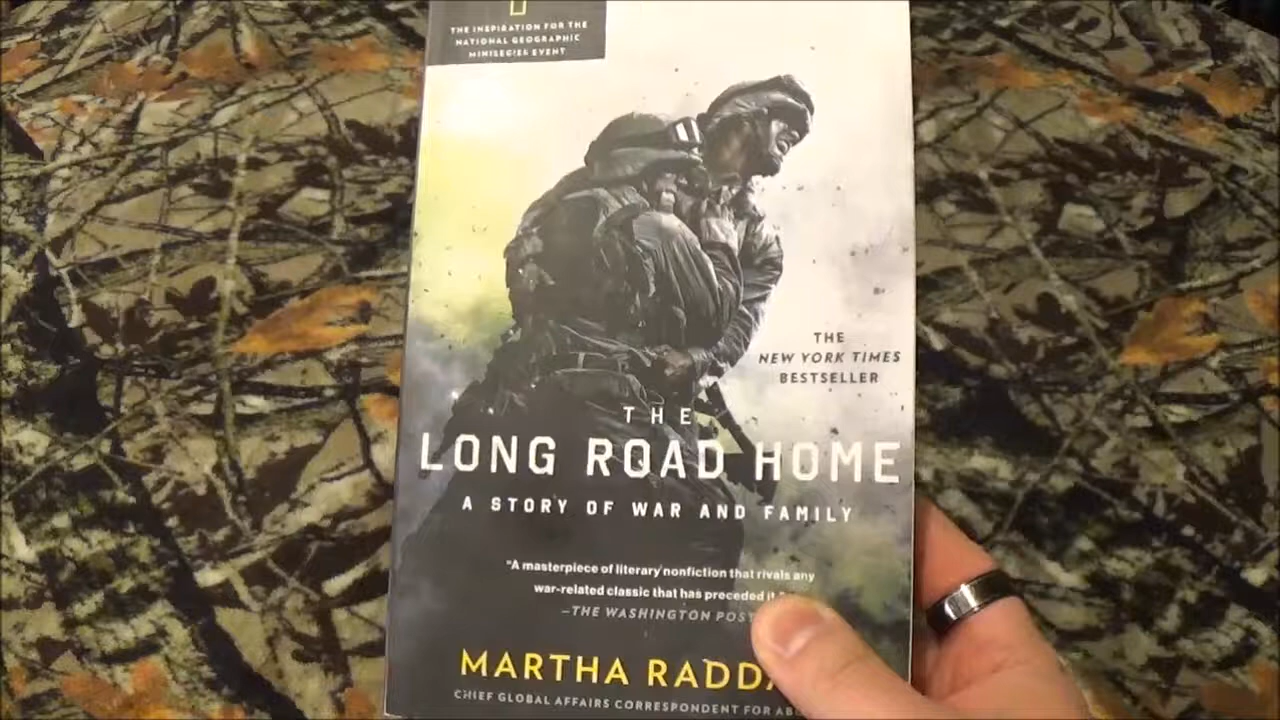 THE INSPIRATION FOR THE
NATIONAL GEOGRAPHIC
MINISERIES EVENT
THE
NEW YORK TIMES
BESTSELLER
THE
LONG ROAD HOME
A STORY OF WAR AND FAMILY
"A masterpiece of literary nonfiction that rivals any
war-related classic that has preceded it."
—THE WASHINGTON POST
MARTHA RADDA
CHIEF GLOBAL AFFAIRS CORRESPONDENT FOR AB